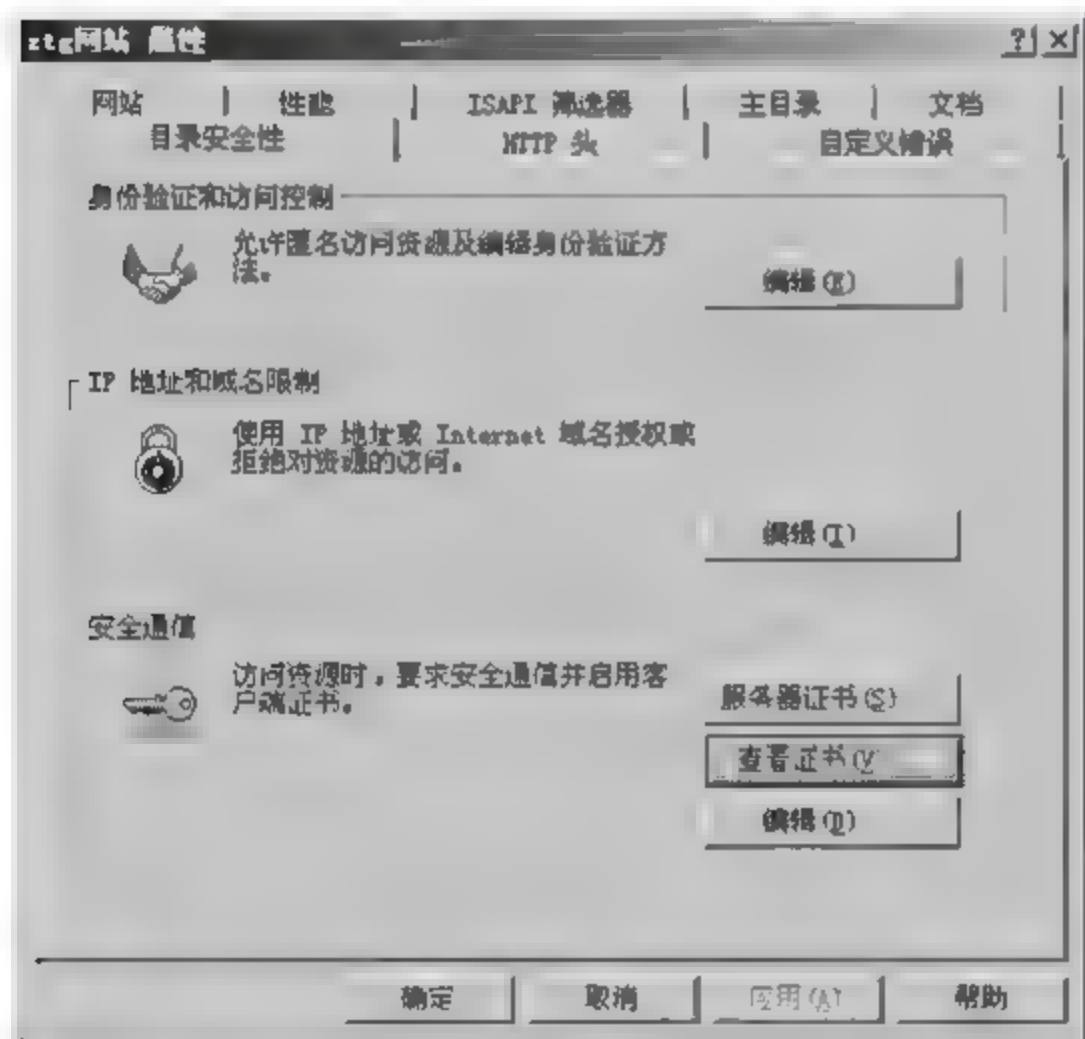 ztg网站 属性
网站 性能 ISAPI 筛选器 主目录 文档
目录安全性 HTTP 头 自定义错误
身份验证和访问控制
允许匿名访问资源及编辑身份验证方
法。
编辑(E)
IP 地址和域名限制
使用 IP 地址或 Internet 域名授权或
拒绝对资源的访问。
编辑(I)
安全通信
访问资源时，要求安全通信并启用客
户端证书。
服务器证书(S)
查看证书(V)
编辑(D)
确定 取消 应用(A) 帮助